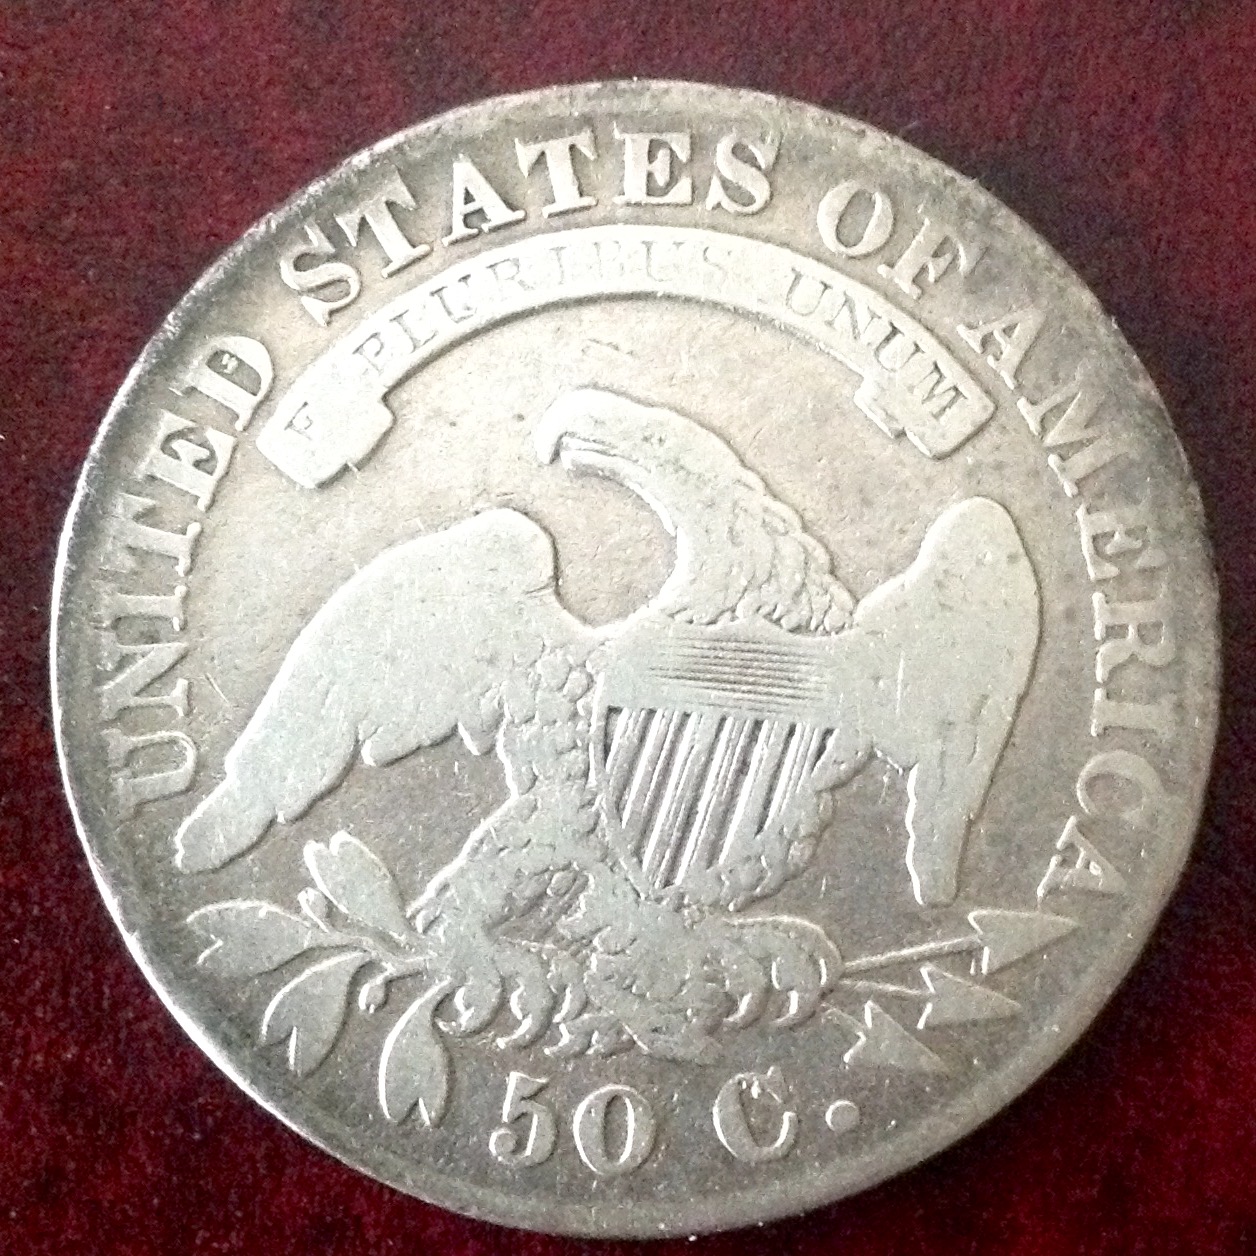 UNITED STATES OF AMERICA
E PLURIBUS UNUM
50 C.